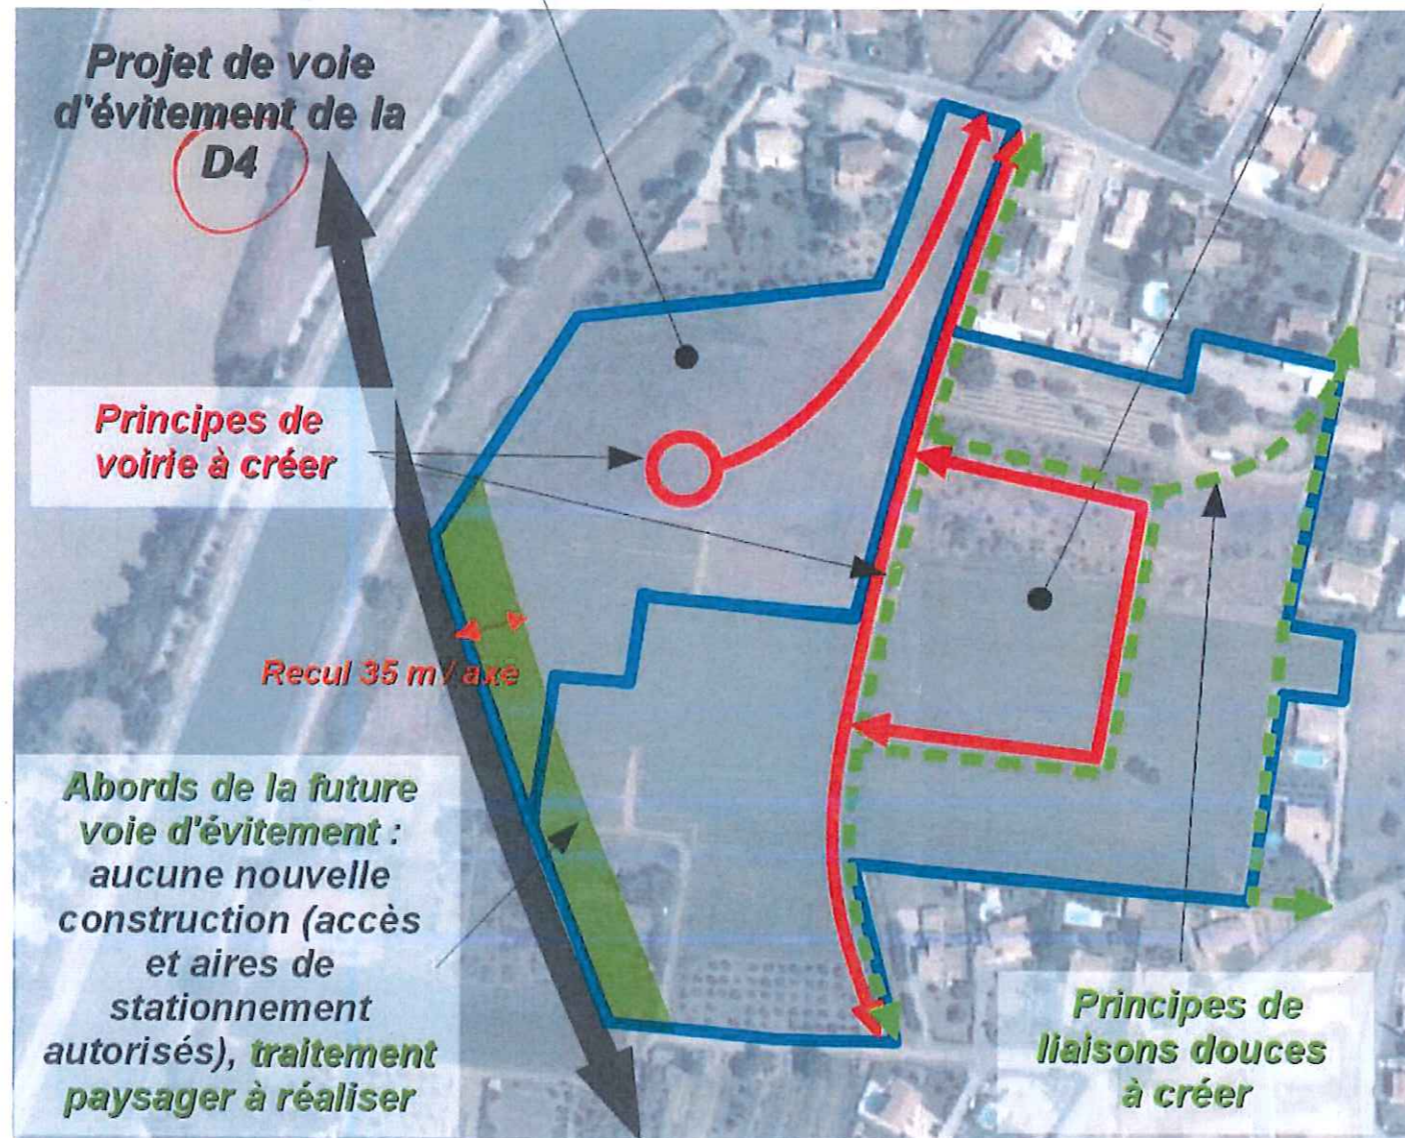 Projet de voie
d'évitement de la
D4
Principes de
voirie à créer
Recul 35 m / axe
Abords de la future
voie d'évitement :
aucune nouvelle
construction (accès
et aires de
stationnement
autorisés), traitement
paysager à réaliser
Principes de
liaisons douces
à créer